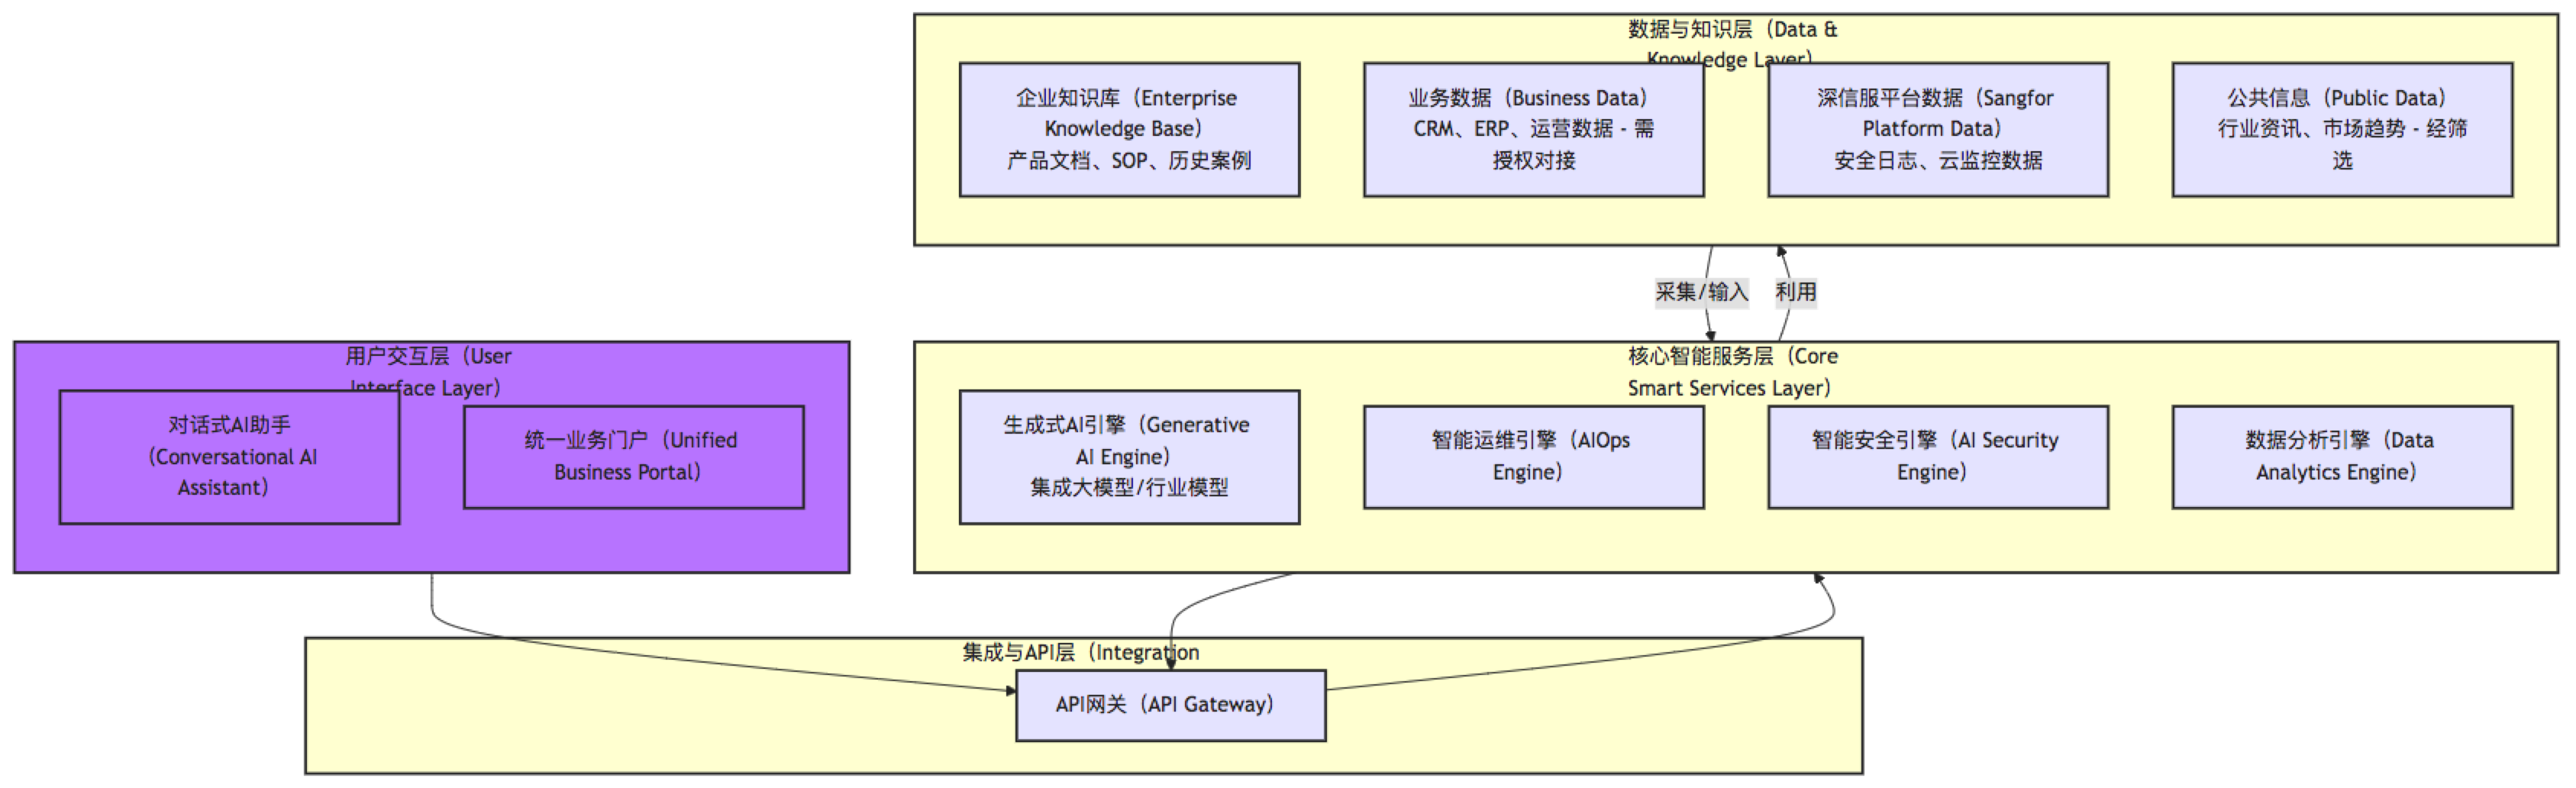 数据与知识层（Data &
Knowledge Layer）
企业知识库（Enterprise
Knowledge Base）
产品文档、SOP、历史案例
业务数据（Business Data）
CRM、ERP、运营数据 - 需
授权对接
深信服平台数据（Sangfor
Platform Data）
安全日志、云监控数据
公共信息（Public Data）
行业资讯、市场趋势 - 经筛
选
采集/输入
利用
用户交互层（User
Interface Layer）
对话式AI助手
（Conversational AI
Assistant）
统一业务门户（Unified
Business Portal）
核心智能服务层（Core
Smart Services Layer）
生成式AI引擎（Generative
AI Engine）
集成大模型/行业模型
智能运维引擎（AIOps
Engine）
智能安全引擎（AI Security
Engine）
数据分析引擎（Data
Analytics Engine）
集成与API层（Integration
API网关（API Gateway）